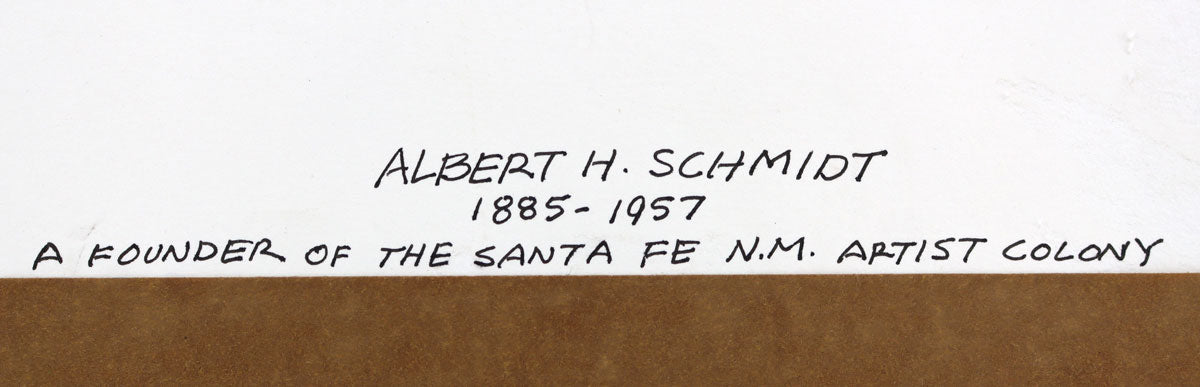 ALBERT H. SCHMIDT
1885-1957
A FOUNDER OF THE SANTA FE N.M. ARTIST COLONY